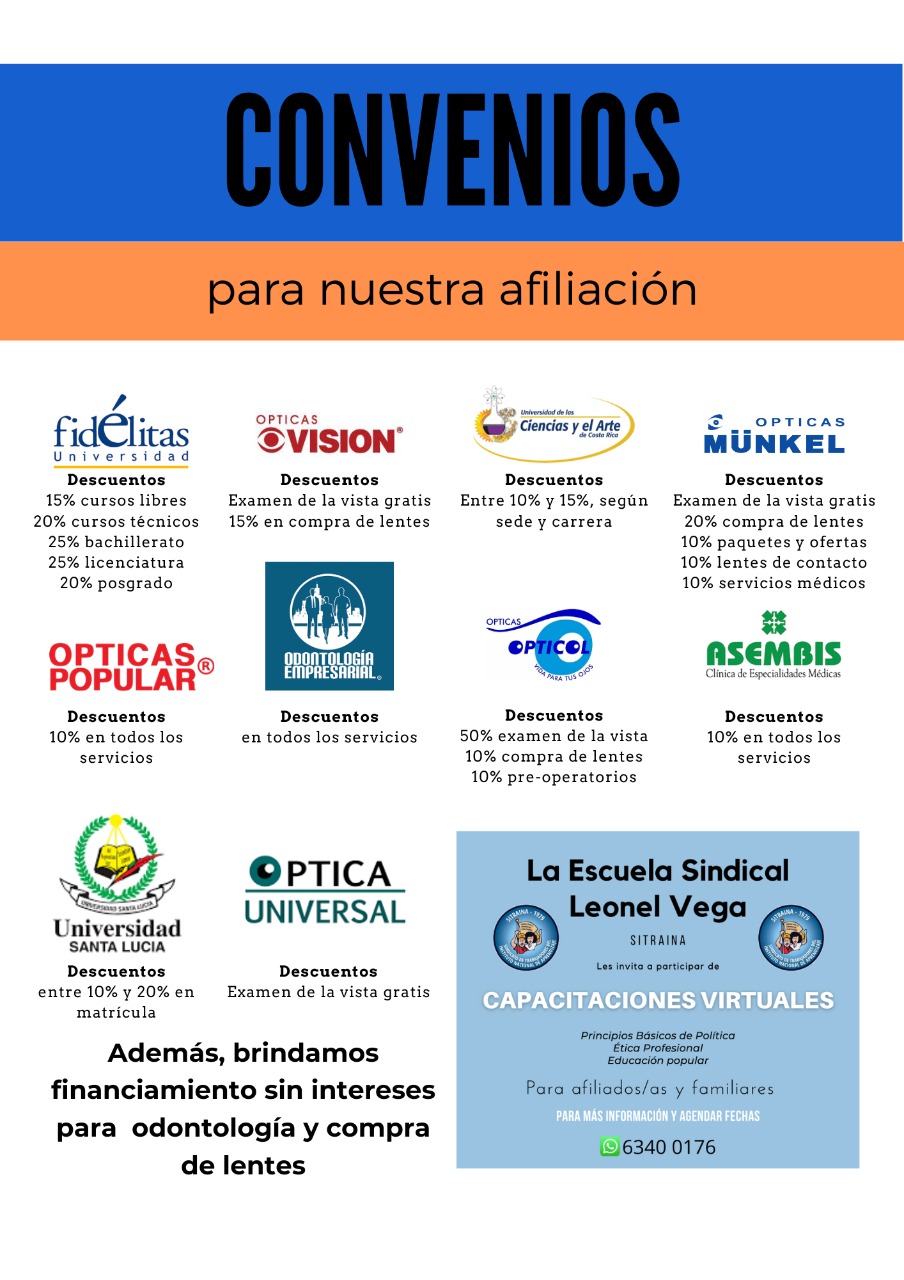 CONVENIOS
para nuestra afiliación
fidélitas
Universidad
Descuentos
15% cursos libres
20% cursos técnicos
25% bachillerato
25% licenciatura
20% posgrado
OPTICAS
VISION®
Descuentos
Examen de la vista gratis
15% en compra de lentes
Universidad de las
Ciencias y el Arte
de Costa Rica
Descuentos
Entre 10% y 15%, según
sede y carrera
OPTICAS
MÜNKEL
Descuentos
Examen de la vista gratis
20% compra de lentes
10% paquetes y ofertas
10% lentes de contacto
10% servicios médicos
OPTICAS
POPULAR®
Descuentos
10% en todos los
servicios
ODONTOLOGÍA
EMPRESARIAL®
Descuentos
en todos los servicios
OPTICAS
OPTICOL
VIDA PARA TUS OJOS
Descuentos
50% examen de la vista
10% compra de lentes
10% pre-operatorios
ASEMBIS
Clínica de Especialidades Médicas
Descuentos
10% en todos los
servicios
UNIVERSIDAD SANTA LUCIA
Universidad
SANTA LUCIA
Descuentos
entre 10% y 20% en
matrícula
OPTICA
UNIVERSAL
Descuentos
Examen de la vista gratis
Además, brindamos
financiamiento sin intereses
para odontología y compra
de lentes
La Escuela Sindical
Leonel Vega
SITRAINA - 1979
SITRAINA
SITRAINA - 1979
Les invita a participar de
CAPACITACIONES VIRTUALES
Principios Básicos de Política
Ética Profesional
Educación popular
Para afiliados/as y familiares
PARA MÁS INFORMACIÓN Y AGENDAR FECHAS
6340 0176